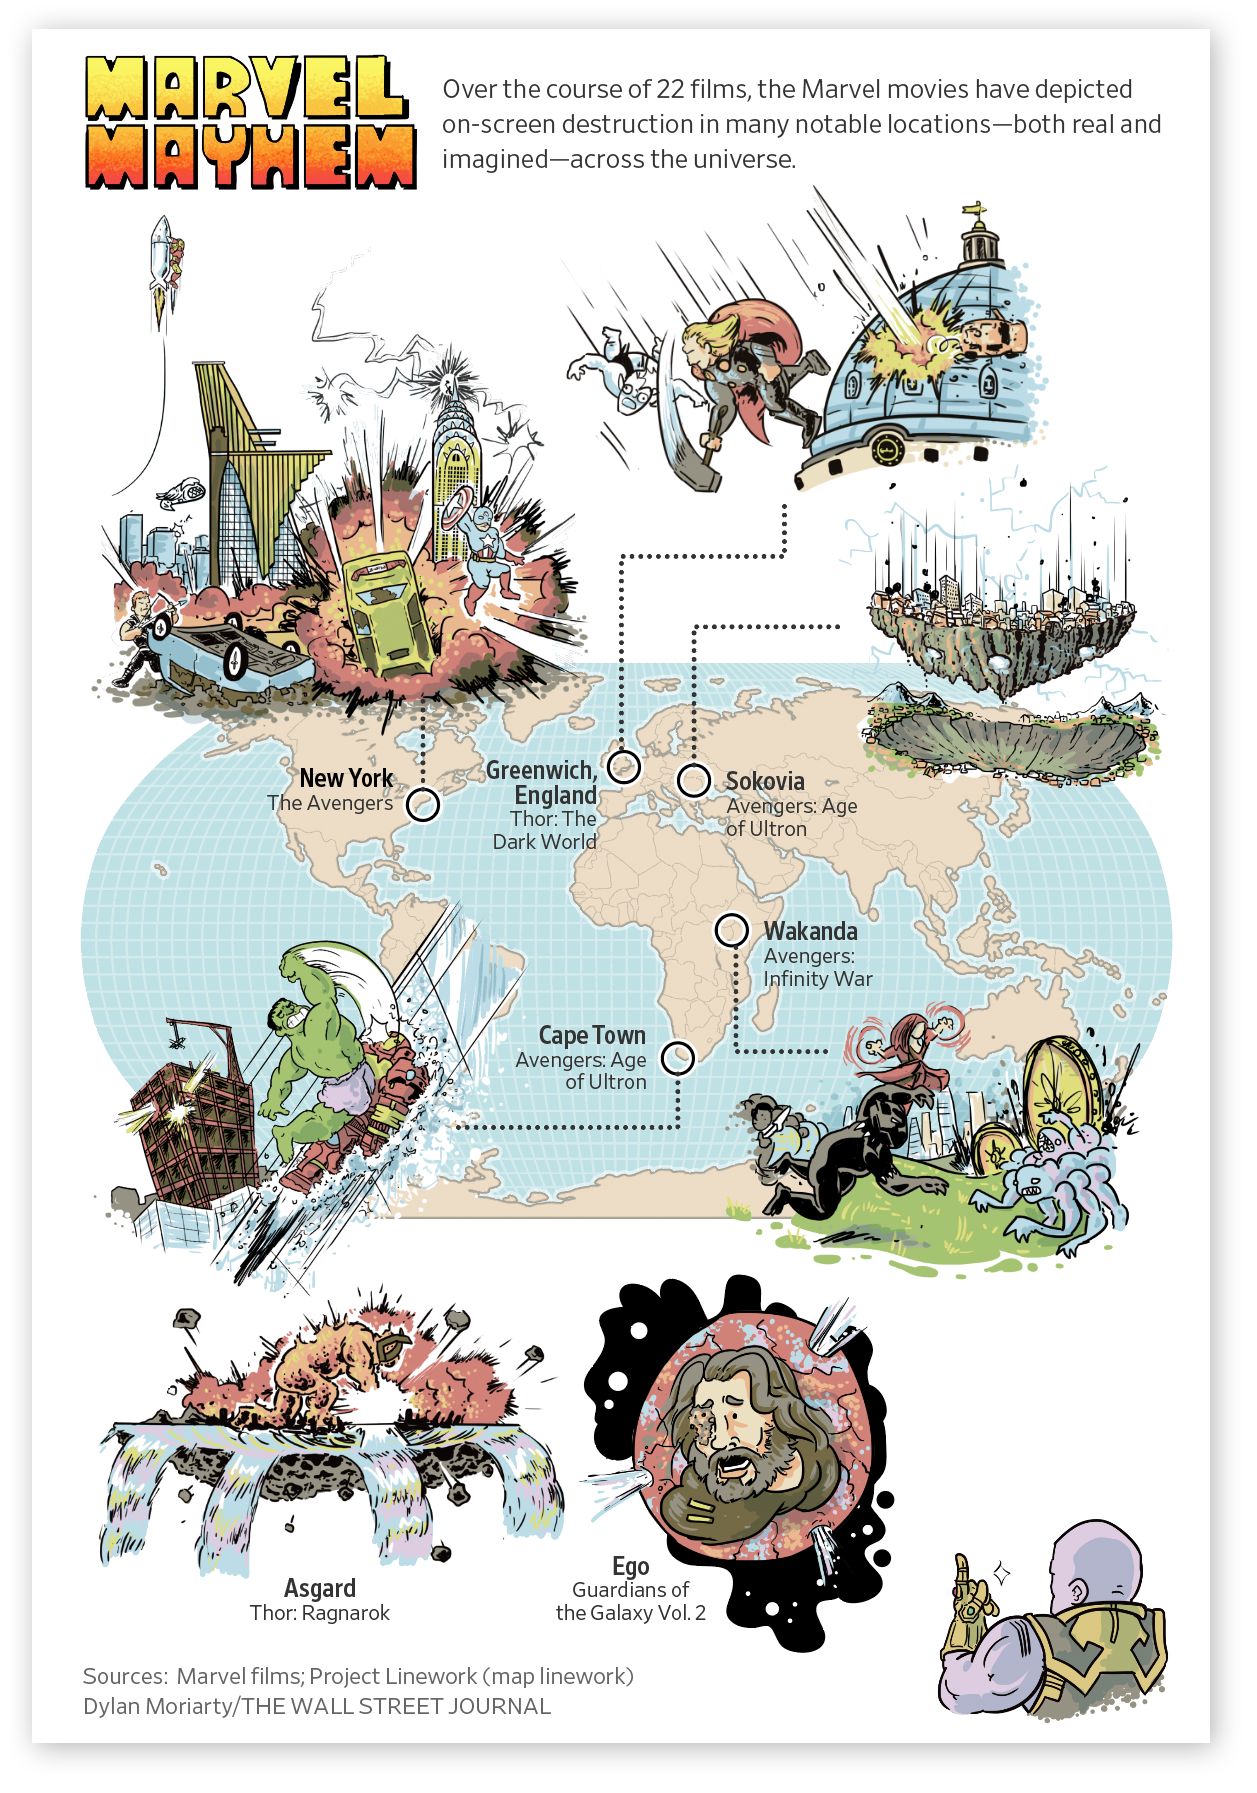 MARVEL
MAYHEM
Over the course of 22 films, the Marvel movies have depicted
on-screen destruction in many notable locations—both real and
imagined—across the universe.
New York
The Avengers
Greenwich,
England
Thor: The
Dark World
Sokovia
Avengers: Age
of Ultron
Wakanda
Avengers:
Infinity War
Cape Town
Avengers: Age
of Ultron
Asgard
Thor: Ragnarok
Ego
Guardians of
the Galaxy Vol. 2
Sources: Marvel films; Project Linework (map linework)
Dylan Moriarty/THE WALL STREET JOURNAL